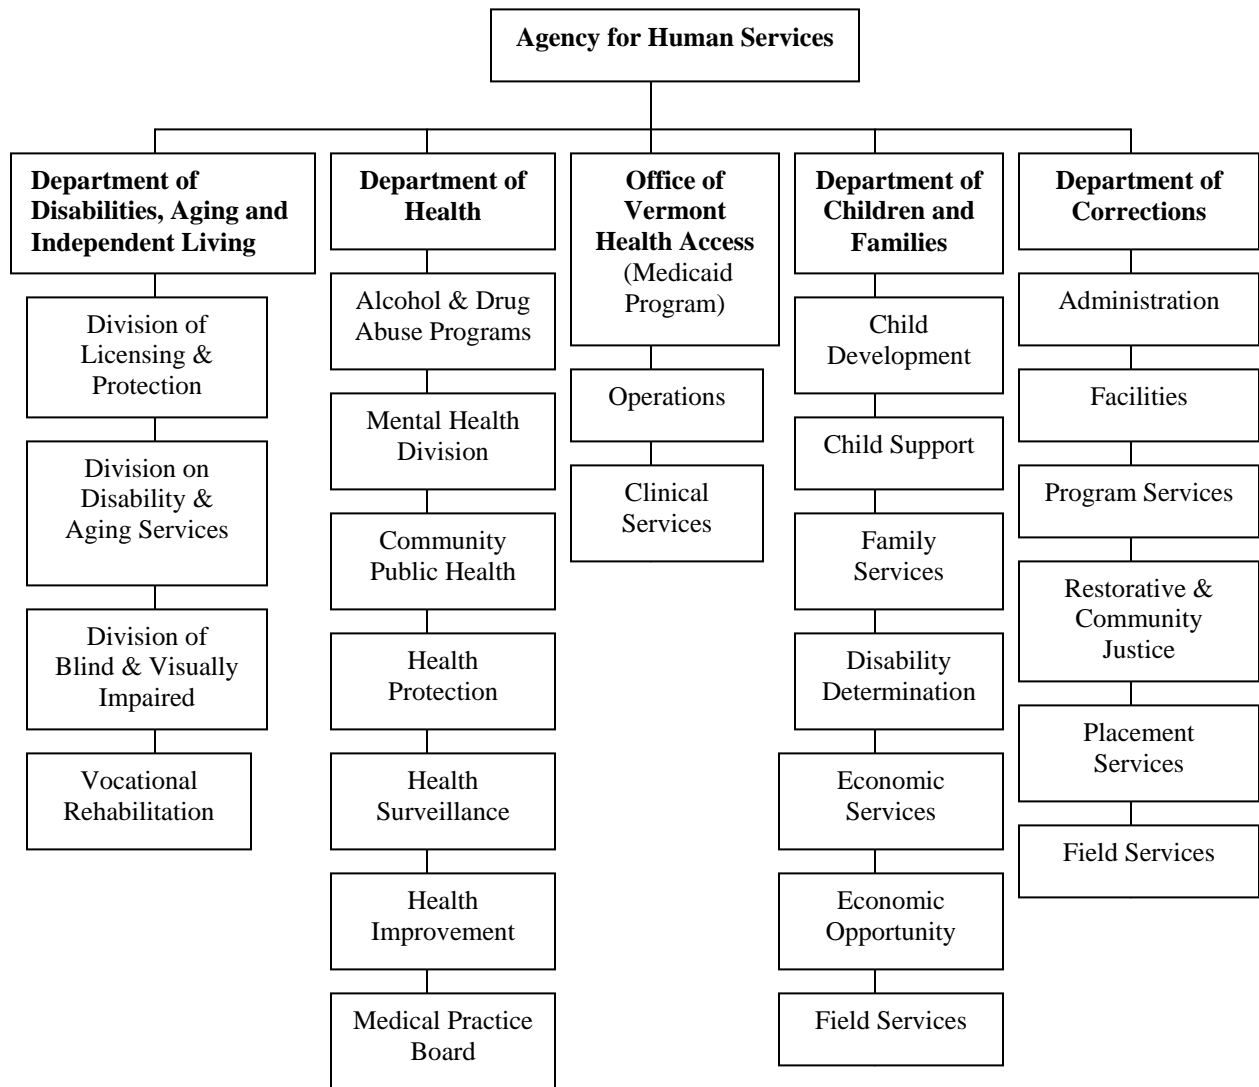 Agency for Human Services
Department of
Disabilities, Aging and
Independent Living
Division of
Licensing &
Protection
Division on
Disability &
Aging Services
Division of
Blind & Visually
Impaired
Vocational
Rehabilitation
Department of
Health
Alcohol & Drug
Abuse Programs
Mental Health
Division
Community
Public Health
Health
Protection
Health
Surveillance
Health
Improvement
Medical Practice
Board
Office of
Vermont
Health Access
(Medicaid
Program)
Operations
Clinical
Services
Department of
Children and
Families
Child
Development
Child Support
Family
Services
Disability
Determination
Economic
Services
Economic
Opportunity
Field Services
Department of
Corrections
Administration
Facilities
Program Services
Restorative &
Community
Justice
Placement
Services
Field Services